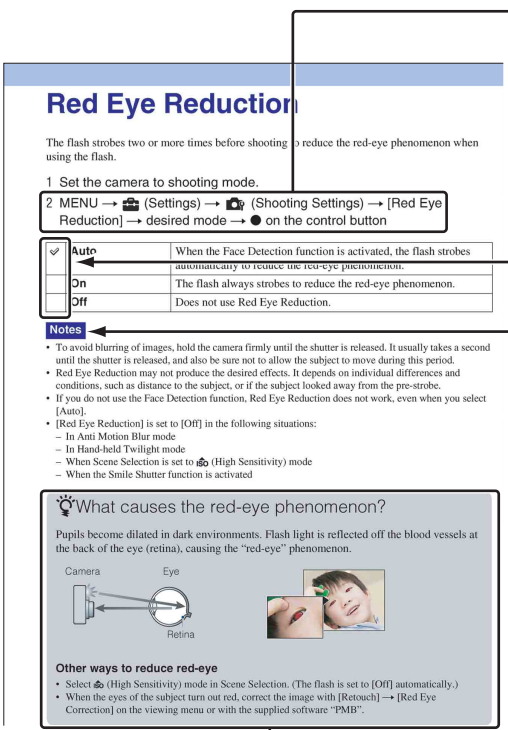 Red Eye Reduction
The flash strobes two or more times before shooting to reduce the red-eye phenomenon when
using the flash.
1 Set the camera to shooting mode.
2 MENU → (Settings) → (Shooting Settings) → [Red Eye
Reduction] → desired mode → ● on the control button
Auto When the Face Detection function is activated, the flash strobes
automatically to reduce the red-eye phenomenon.
On The flash always strobes to reduce the red-eye phenomenon.
Off Does not use Red Eye Reduction.
Notes
• To avoid blurring of images, hold the camera firmly until the shutter is released. It usually takes a second
until the shutter is released, and also be sure not to allow the subject to move during this period.
• Red Eye Reduction may not produce the desired effects. It depends on individual differences and
conditions, such as distance to the subject, or if the subject looked away from the pre-strobe.
• If you do not use the Face Detection function, Red Eye Reduction does not work, even when you select
[Auto].
• [Red Eye Reduction] is set to [Off] in the following situations:
– In Anti Motion Blur mode
– In Hand-held Twilight mode
– When Scene Selection is set to ISO (High Sensitivity) mode
– When the Smile Shutter function is activated
What causes the red-eye phenomenon?
Pupils become dilated in dark environments. Flash light is reflected off the blood vessels at
the back of the eye (retina), causing the “red-eye” phenomenon.
Camera Eye
Retina
Other ways to reduce red-eye
• Select ISO (High Sensitivity) mode in Scene Selection. (The flash is set to [Off] automatically.)
• When the eyes of the subject turn out red, correct the image with [Retouch] → [Red Eye
Correction] on the viewing menu or with the supplied software “PMB”.